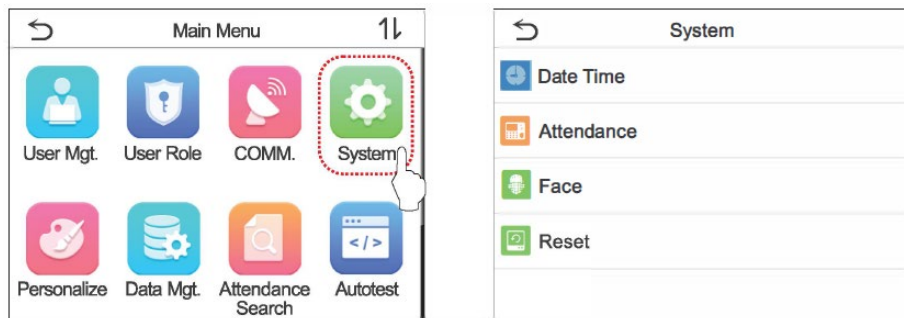 Main Menu
User Mgt.
User Role
COMM.
System
Personalize
Data Mgt.
Attendance
Search
Autotest
</>
System
Date Time
Attendance
Face
Reset